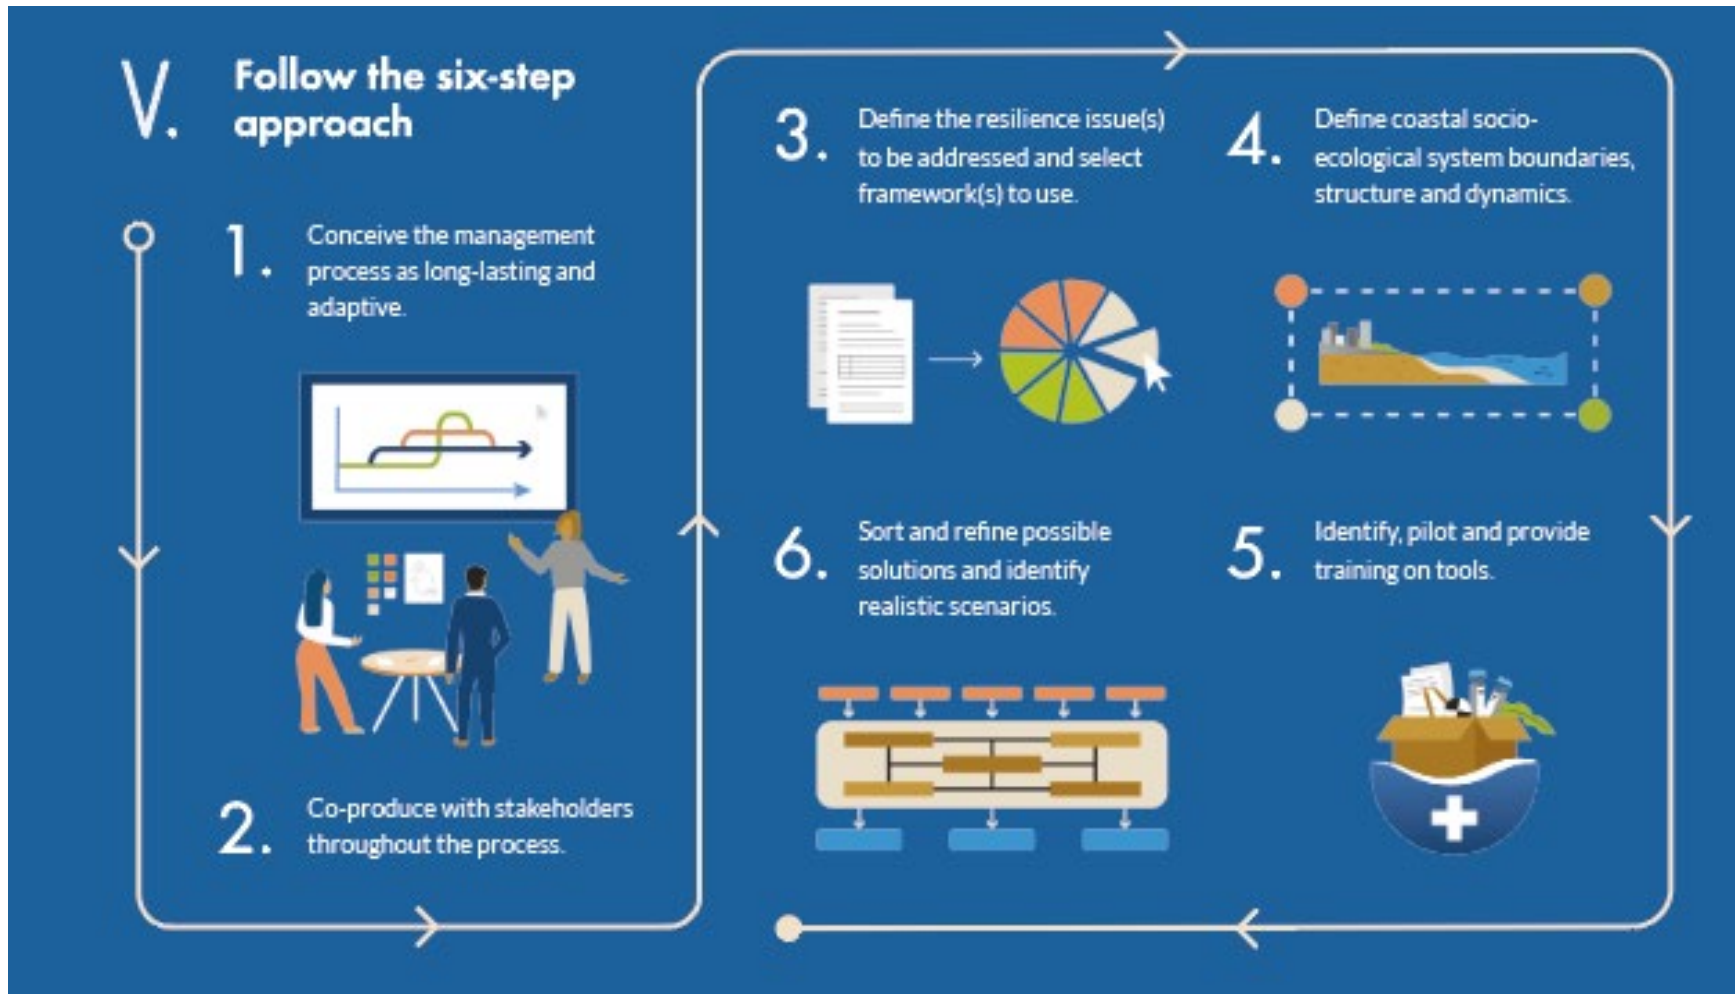 V.
Follow the six-step
approach
1.
Conceive the management
process as long-lasting and
adaptive.
2.
Co-produce with stakeholders
throughout the process.
3.
Define the resilience issue(s)
to be addressed and select
framework(s) to use.
4.
Define coastal socio-
ecological system boundaries,
structure and dynamics.
5.
Identify, pilot and provide
training on tools.
6.
Sort and refine possible
solutions and identify
realistic scenarios.